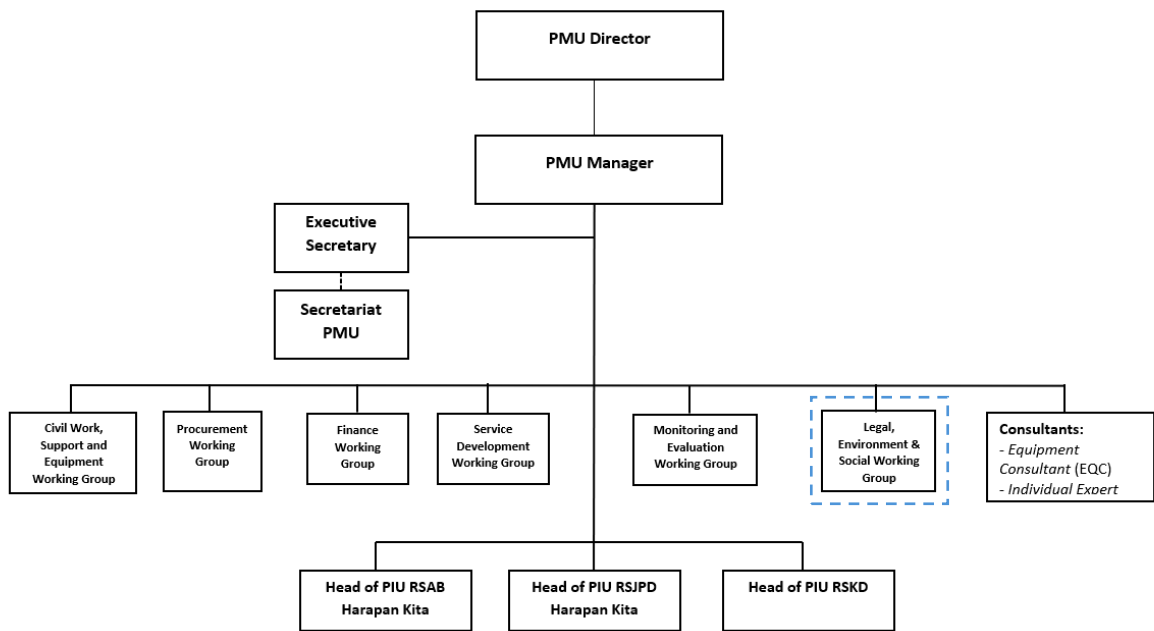 PMU Director
PMU Manager
Executive
Secretary
Secretariat
PMU
Civil Work,
Support and
Equipment
Working Group
Procurement
Working
Group
Finance
Working
Group
Service
Development
Working Group
Monitoring and
Evaluation
Working Group
Legal,
Environment &
Social Working
Group
Consultants:
- Equipment
Consultant (EQC)
- Individual Expert
Head of PIU RSAB
Harapan Kita
Head of PIU RSJPD
Harapan Kita
Head of PIU RSKD